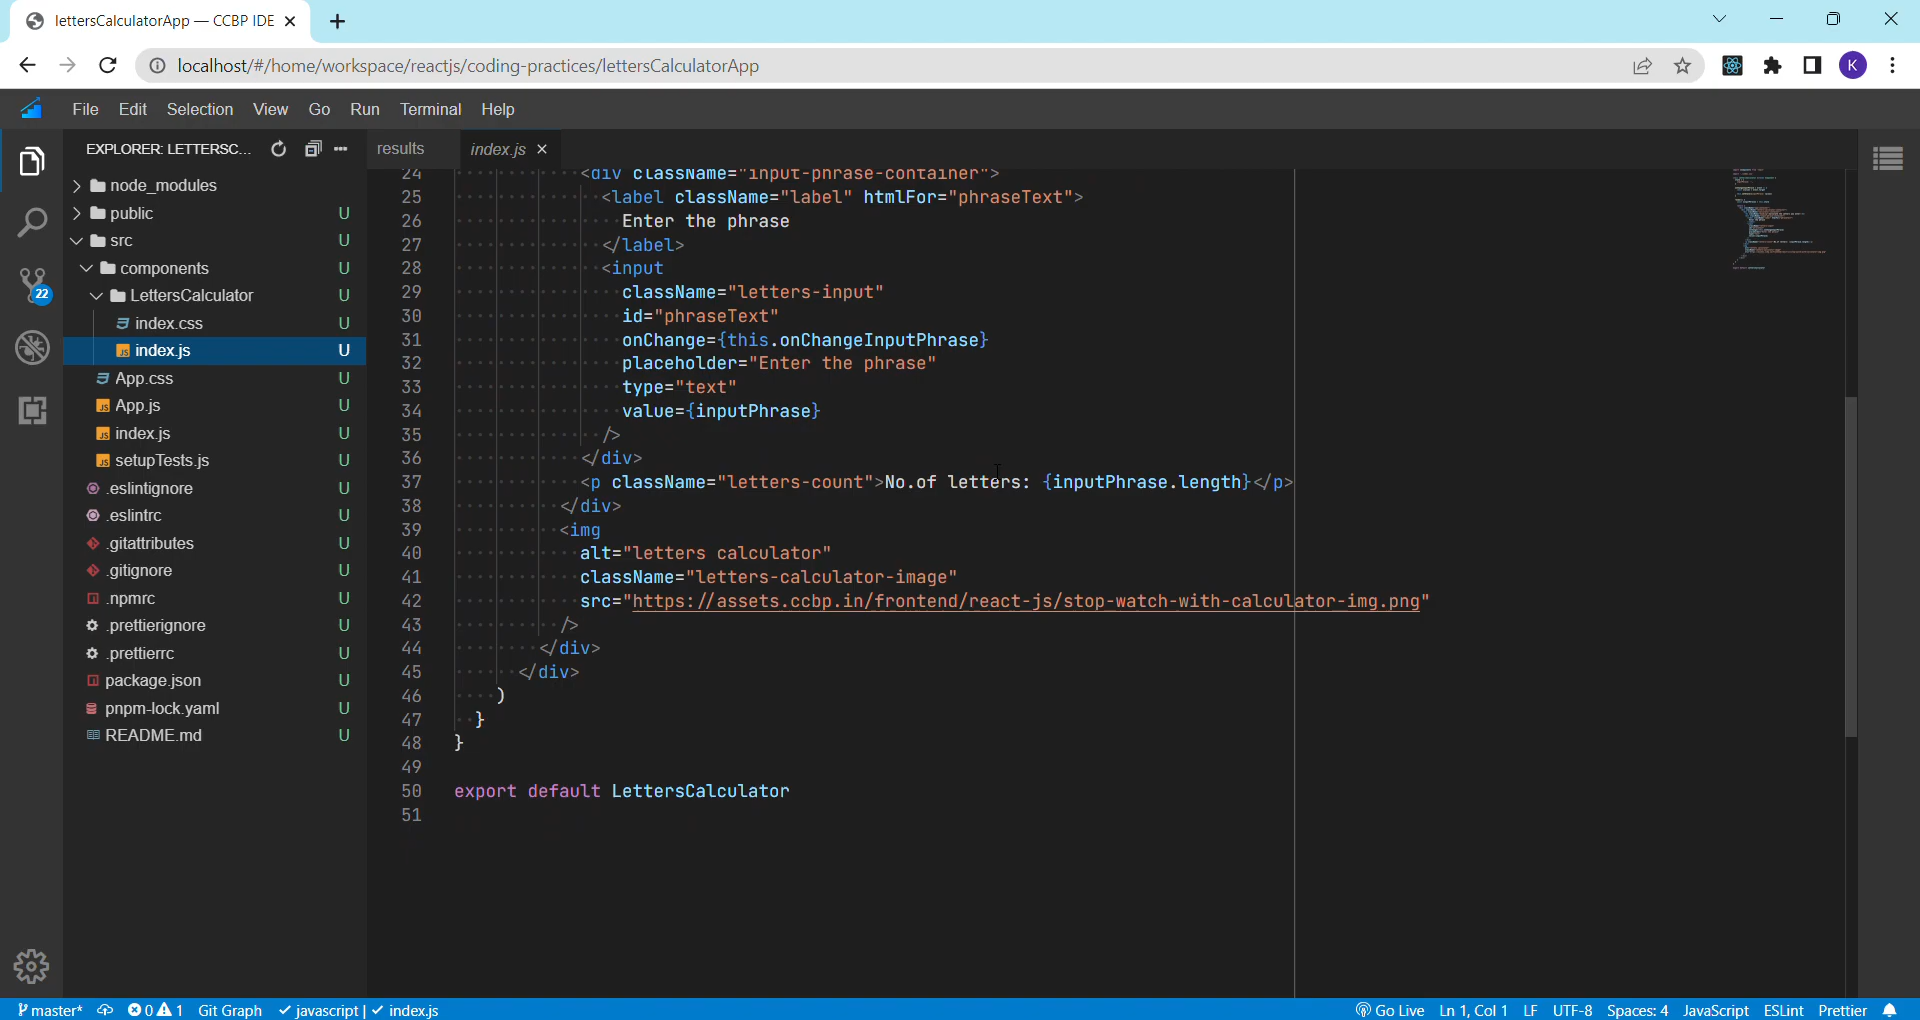 lettersCalculatorApp — CCBP IDE
localhost/#/home/workspace/reactjs/coding-practices/lettersCalculatorApp
K
File Edit Selection View Go Run Terminal Help
EXPLORER: LETTERSC...
results
index.js
node_modules
public U
src U
components U
LettersCalculator U
index.css U
index.js U
App.css U
App.js U
index.js U
setupTests.js U
.eslintignore U
.eslintrc U
.gitattributes U
.gitignore U
.npmrc U
.prettierignore U
.prettierrc U
package.json U
pnpm-lock.yaml U
README.md U
22
24 <div className="input-phrase-container">
25 <label className="label" htmlFor="phraseText">
26 Enter the phrase
27 </label>
28 <input
29 className="letters-input"
30 id="phraseText"
31 onChange={this.onChangeInputPhrase}
32 placeholder="Enter the phrase"
33 type="text"
34 value={inputPhrase}
35 />
36 </div>
37 <p className="letters-count">No.of letters: {inputPhrase.length}</p>
38 </div>
39 <img
40 alt="letters calculator"
41 className="letters-calculator-image"
42 src="https://assets.ccbp.in/frontend/react-js/stop-watch-with-calculator-img.png"
43 />
44 </div>
45 </div>
46 )
47 }
48 }
49
50 export default LettersCalculator
51
master* 0 1 Git Graph javascript | index.js
Go Live Ln 1, Col 1 LF UTF-8 Spaces: 4 JavaScript ESLint Prettier